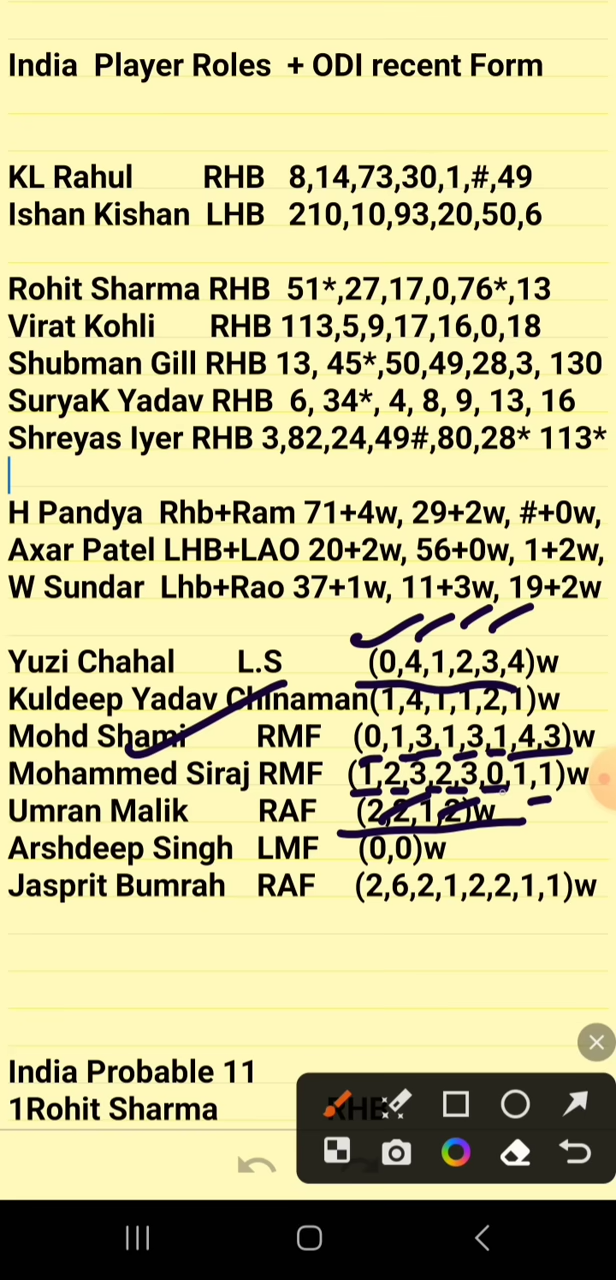 India Player Roles + ODI recent Form
KL Rahul RHB 8,14,73,30,1,#,49
Ishan Kishan LHB 210,10,93,20,50,6
Rohit Sharma RHB 51*,27,17,0,76*,13
Virat Kohli RHB 113,5,9,17,16,0,18
Shubman Gill RHB 13, 45*,50,49,28,3, 130
SuryaK Yadav RHB 6, 34*, 4, 8, 9, 13, 16
Shreyas Iyer RHB 3,82,24,49#,80,28* 113*
H Pandya Rhb+Ram 71+4w, 29+2w, #+0w,
Axar Patel LHB+LAO 20+2w, 56+0w, 1+2w,
W Sundar Lhb+Rao 37+1w, 11+3w, 19+2w
Yuzi Chahal L.S (0,4,1,2,3,4)w
Kuldeep Yadav Chinaman(1,4,1,1,2,1)w
Mohd Shami RMF (0,1,3,1,3,1,4,3)w
Mohammed Siraj RMF (1,2,3,2,3,0,1,1)w
Umran Malik RAF (2,2,1,2)w
Arshdeep Singh LMF (0,0)w
Jasprit Bumrah RAF (2,6,2,1,2,2,1,1)w
India Probable 11
1Rohit Sharma RHB